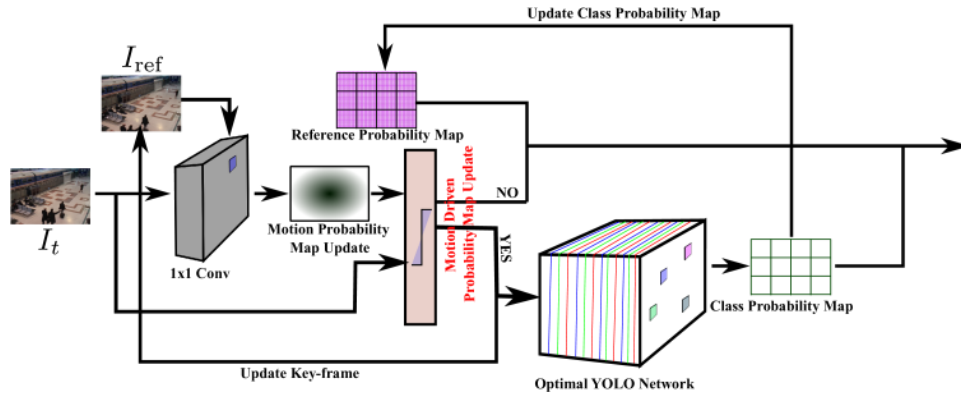 Update Class Probability Map
I_ref
Reference Probability Map
I_t
1x1 Conv
Motion Probability
Map Update
Motion Driven
Probability Map Update
NO
YES
Class Probability Map
Update Key-frame
Optimal YOLO Network